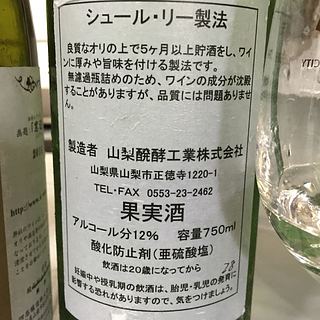 シュール・リー製法
良質なオリの上で5ヶ月以上貯酒をし、ワイ
ンに厚みや旨味を付ける製法です。
無濾過瓶詰めのため、ワインの成分が沈殿
することがありますが、品質には問題ありませ
ん。
製造者 山梨醗酵工業株式会社
山梨県山梨市正徳寺1220-1
TEL・FAX 0553-23-2462
果実酒
アルコール分12% 容量750ml
酸化防止剤(亜硫酸塩)
飲酒は20歳になってから
妊娠中や授乳期の飲酒は、胎児・乳児の発育に
影響する恐れがありますので、気をつけましょう。
http://www.
CITY